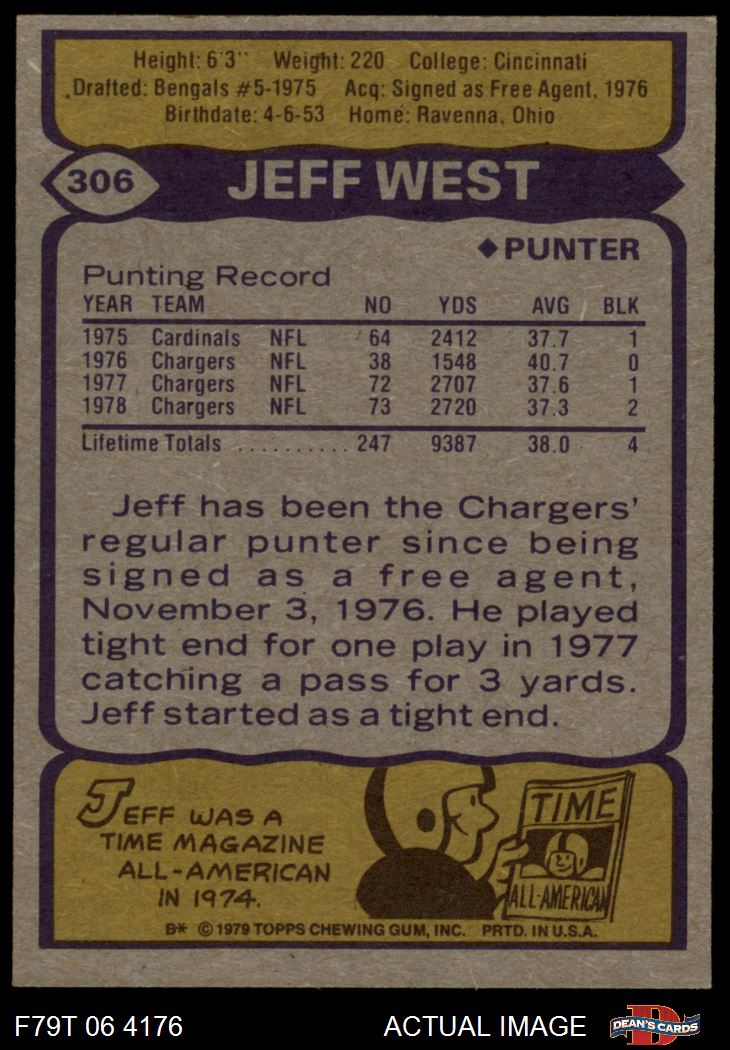 Height: 6'3" Weight: 220 College: Cincinnati
Drafted: Bengals #5-1975 Acq: Signed as Free Agent, 1976
Birthdate: 4-6-53 Home: Ravenna, Ohio
306 JEFF WEST
◆PUNTER
Punting Record
YEAR TEAM NO YDS AVG BLK
1975 Cardinals NFL 64 2412 37.7 1
1976 Chargers NFL 38 1548 40.7 0
1977 Chargers NFL 72 2707 37.6 1
1978 Chargers NFL 73 2720 37.3 2
Lifetime Totals .......... 247 9387 38.0 4
Jeff has been the Chargers'
regular punter since being
signed as a free agent,
November 3, 1976. He played
tight end for one play in 1977
catching a pass for 3 yards.
Jeff started as a tight end.
JEFF WAS A
TIME MAGAZINE
ALL-AMERICAN
IN 1974.
TIME
ALL-AMERICAN
B* © 1979 TOPPS CHEWING GUM, INC. PRTD. IN U.S.A.
F79T 06 4176 ACTUAL IMAGE DEAN'S CARDS